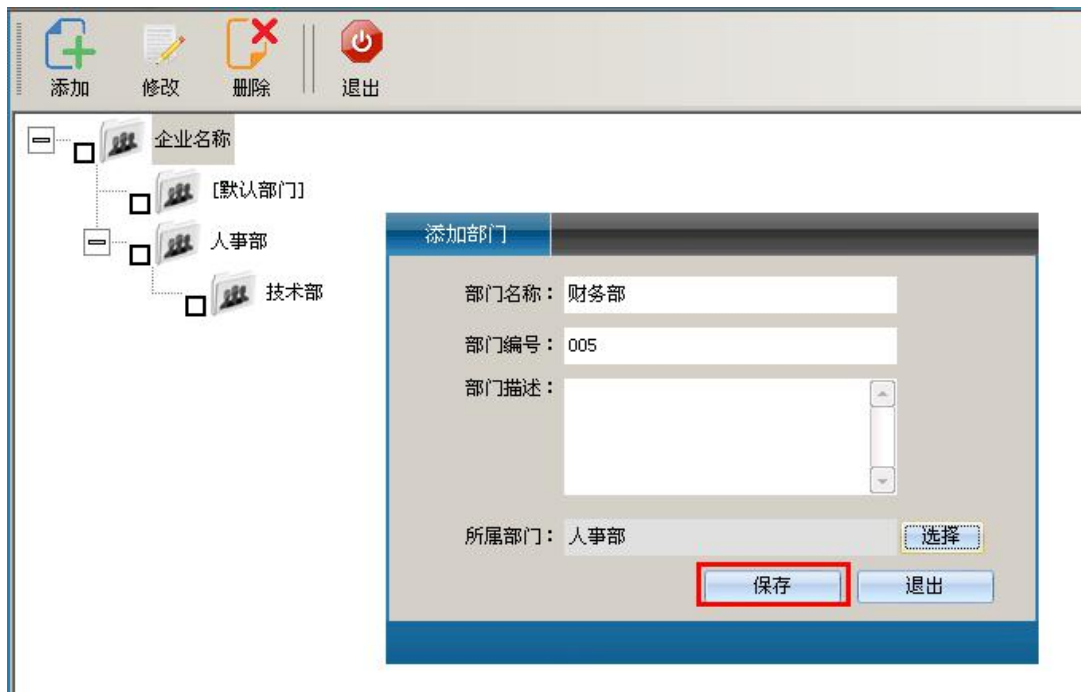 添加 修改 删除 退出
企业名称
[默认部门]
人事部
技术部
添加部门
部门名称：财务部
部门编号：005
部门描述：
所属部门：人事部 选择
保存 退出